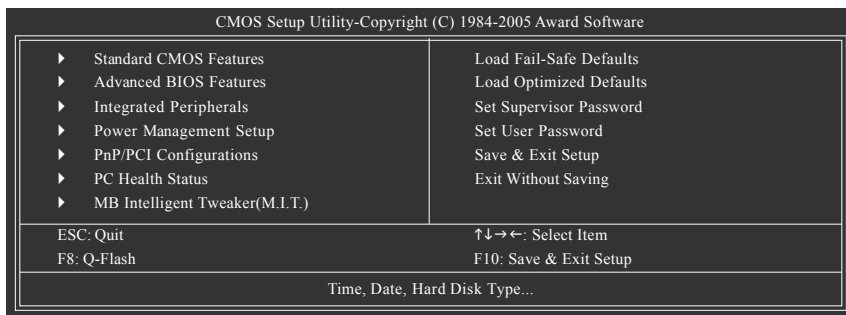 CMOS Setup Utility-Copyright (C) 1984-2005 Award Software
Standard CMOS Features
Advanced BIOS Features
Integrated Peripherals
Power Management Setup
PnP/PCI Configurations
PC Health Status
MB Intelligent Tweaker(M.I.T.)
Load Fail-Safe Defaults
Load Optimized Defaults
Set Supervisor Password
Set User Password
Save & Exit Setup
Exit Without Saving
ESC: Quit
↑↓→←: Select Item
F8: Q-Flash
F10: Save & Exit Setup
Time, Date, Hard Disk Type...